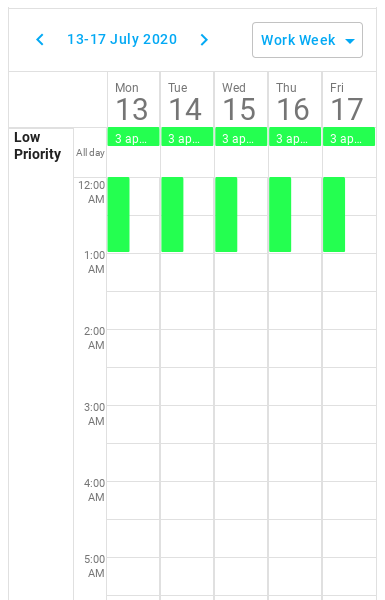 13-17 July 2020
Work Week
Mon Tue Wed Thu Fri
13 14 15 16 17
Low
Priority
All day
3 ap... 3 ap... 3 ap... 3 ap... 3 ap...
12:00
AM
1:00
AM
2:00
AM
3:00
AM
4:00
AM
5:00
AM